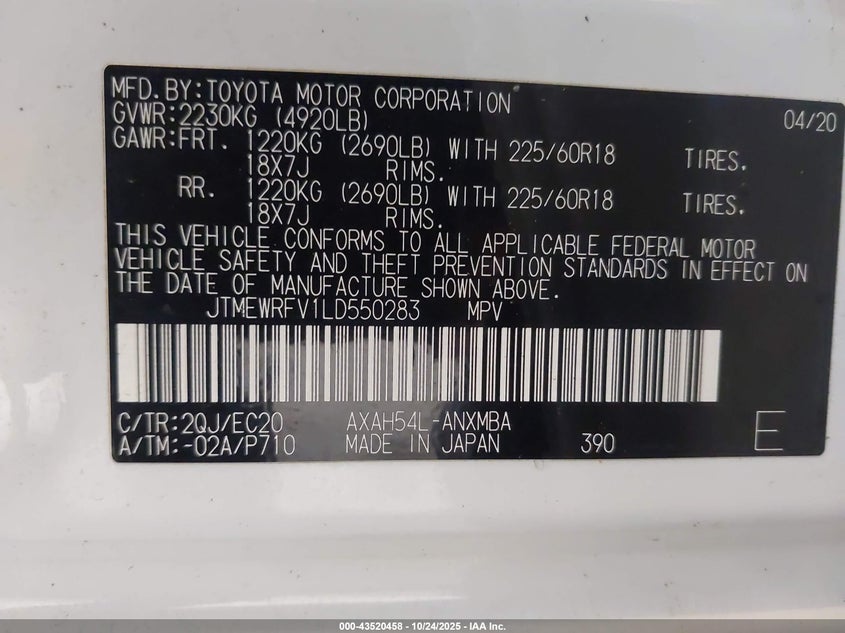 MFD.BY:TOYOTA MOTOR CORPORATION 04/20
GVWR:2230KG (4920LB)
GAWR:FRT. 1220KG (2690LB) WITH 225/60R18 TIRES.
18X7J RIMS.
RR. 1220KG (2690LB) WITH 225/60R18 TIRES.
18X7J RIMS.
THIS VEHICLE CONFORMS TO ALL APPLICABLE FEDERAL MOTOR
VEHICLE SAFETY AND THEFT PREVENTION STANDARDS IN EFFECT ON
THE DATE OF MANUFACTURE SHOWN ABOVE.
JTMEWRFV1LD550283 MPV
C/TR:2QJ/EC20 AXAH54L-ANXMBA E
A/TM:-02A/P710 MADE IN JAPAN 390
000-43520458 - 10/24/2025 - IAA Inc.